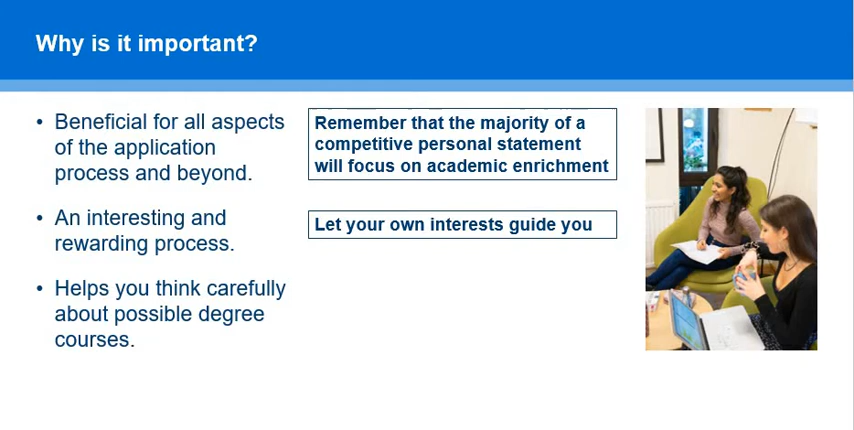 Why is it important?
• Beneficial for all aspects
of the application
process and beyond.
• An interesting and
rewarding process.
• Helps you think carefully
about possible degree
courses.
Remember that the majority of a
competitive personal statement
will focus on academic enrichment
Let your own interests guide you